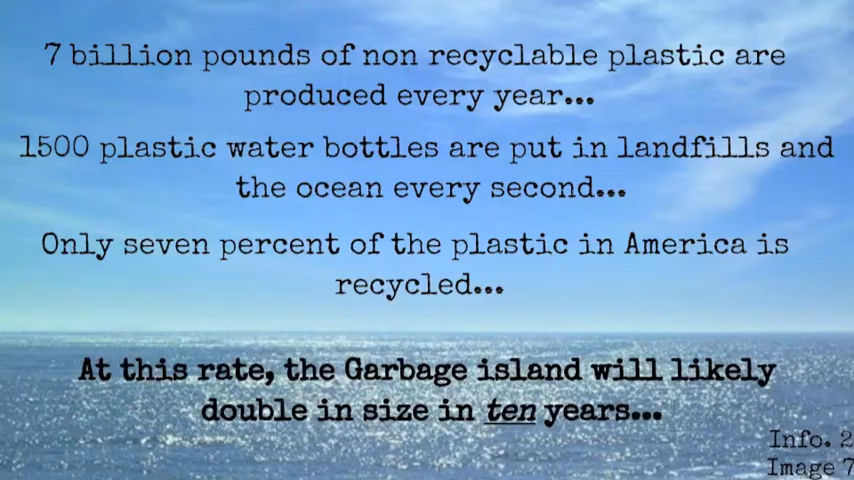 7 billion pounds of non recyclable plastic are
produced every year...
1500 plastic water bottles are put in landfills and
the ocean every second...
Only seven percent of the plastic in America is
recycled...
At this rate, the Garbage island will likely
double in size in ten years...
Info. 2
Image 7